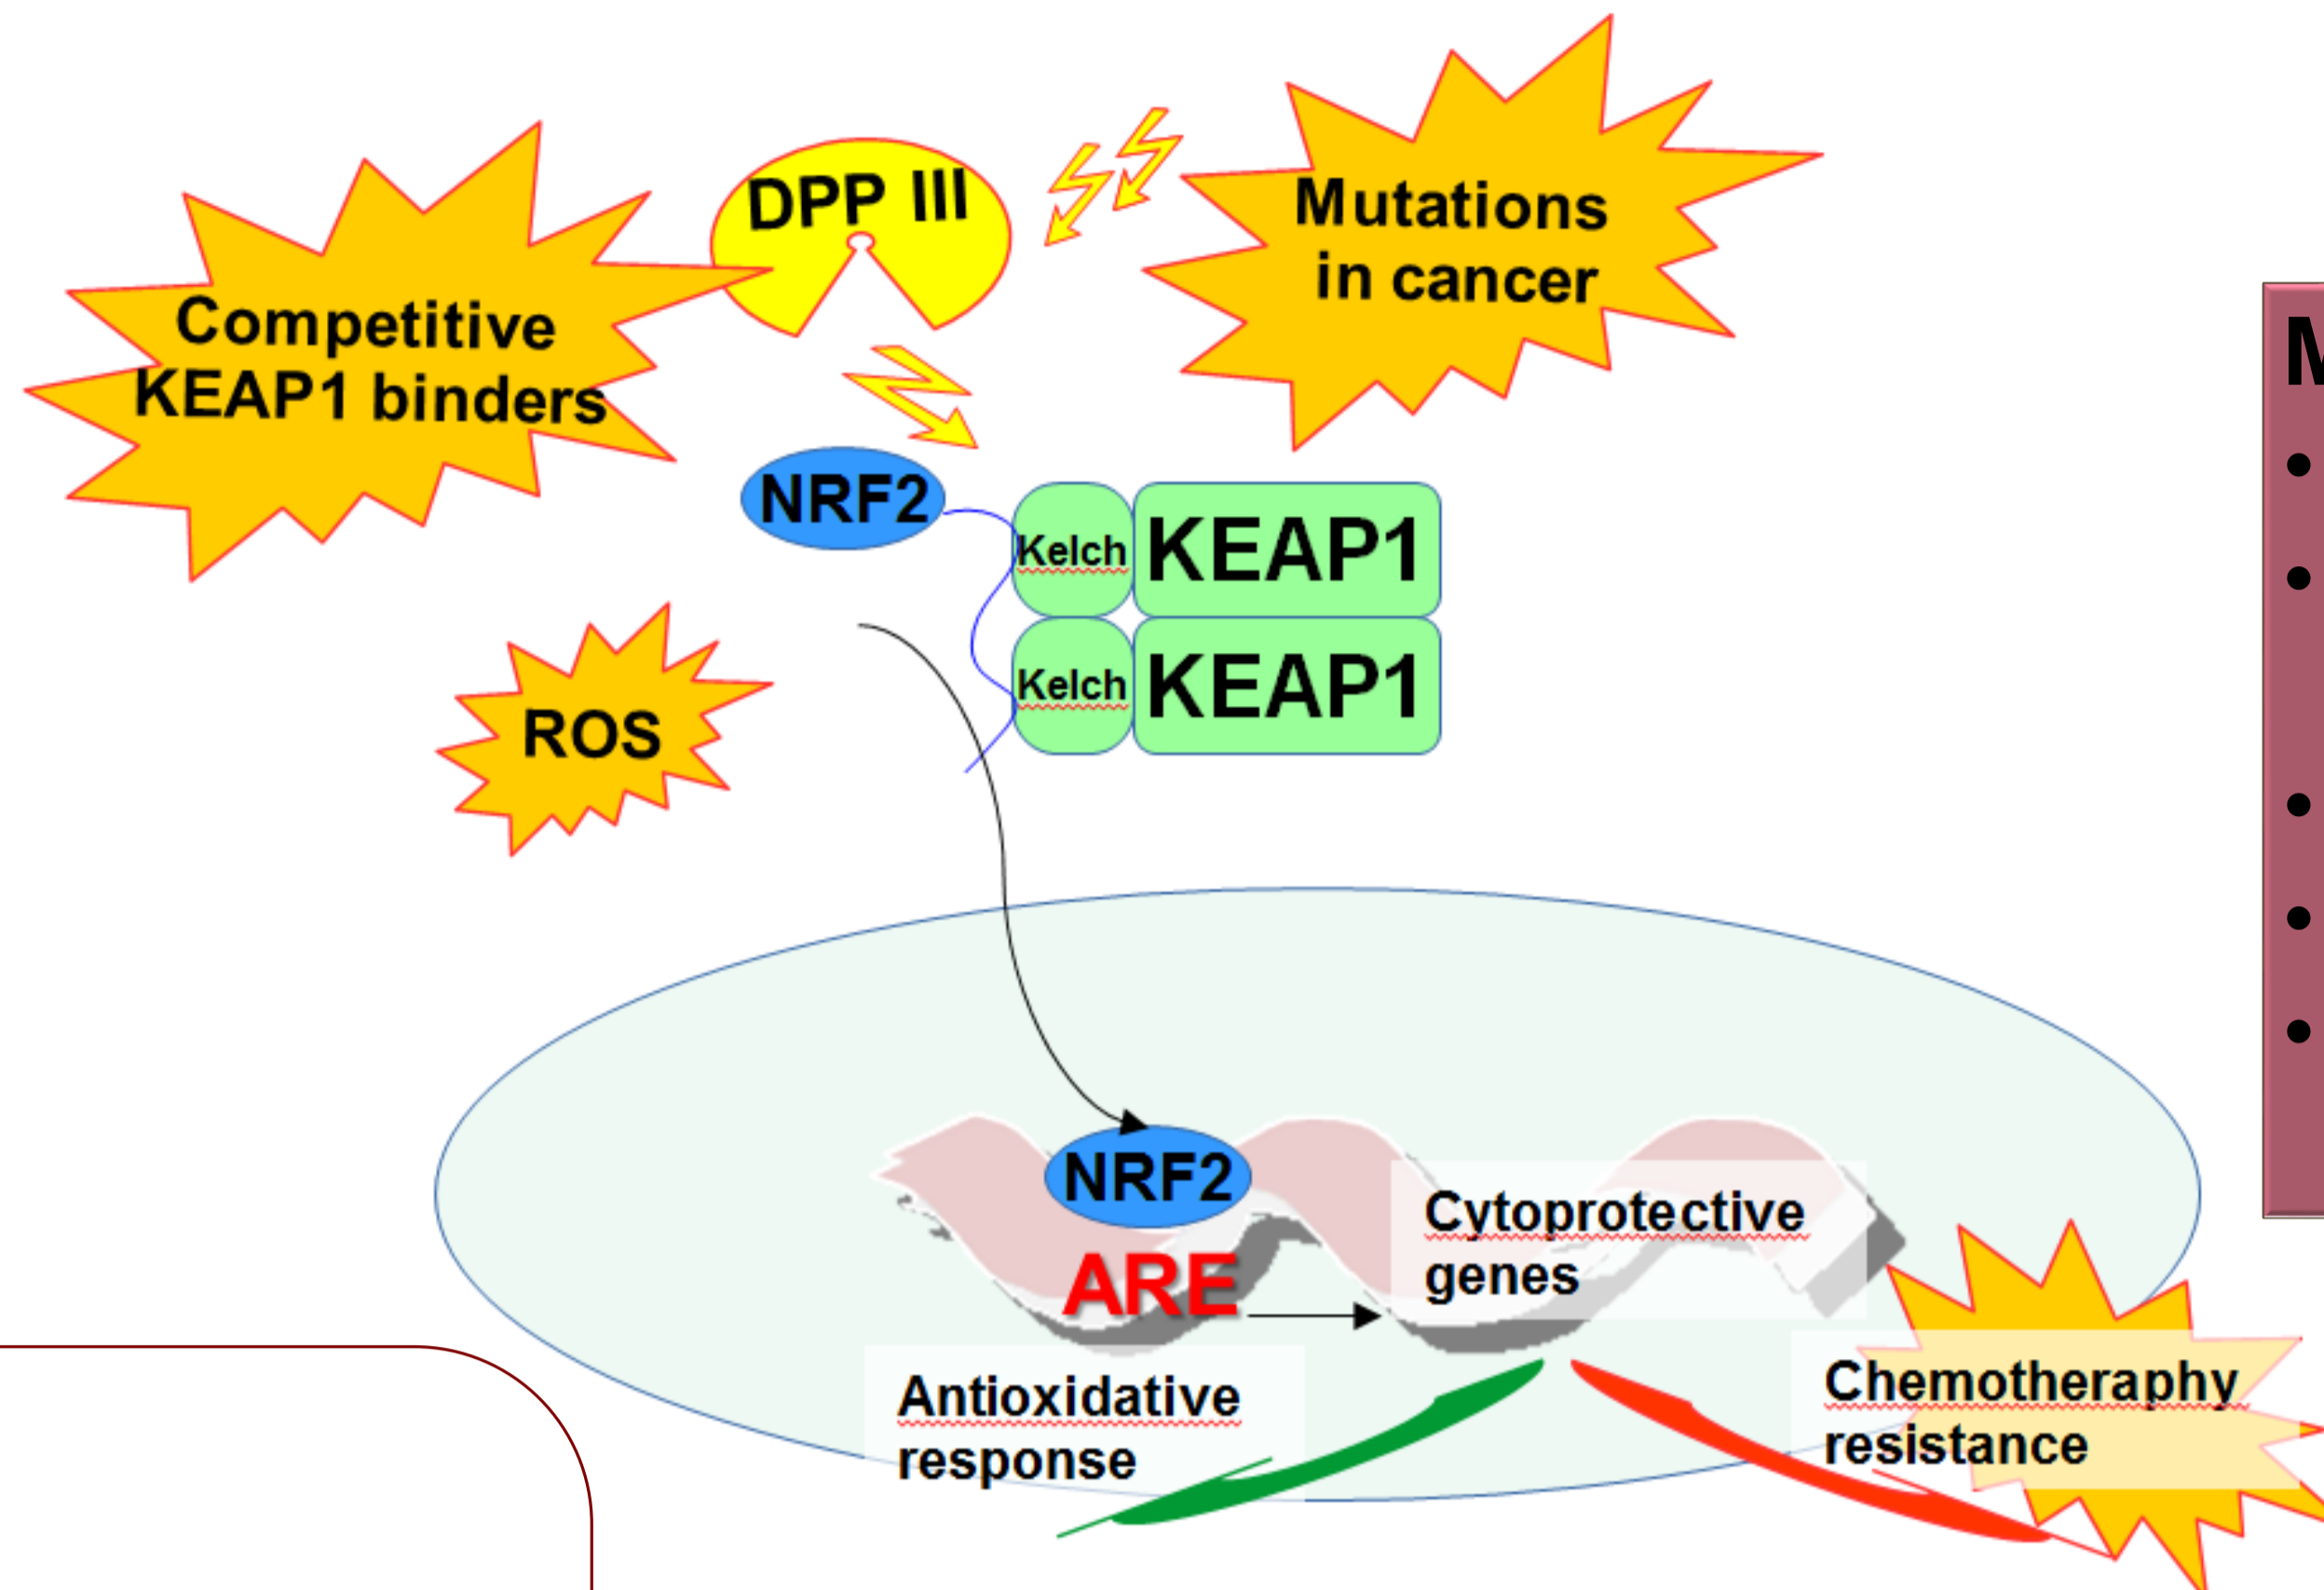 DPP III
Mutations
in cancer
Competitive
KEAP1 binders
NRF2
Kelch
KEAP1
Kelch
KEAP1
ROS
NRF2
ARE
Cytoprotective
genes
Antioxidative
response
Chemotheraphy
resistance